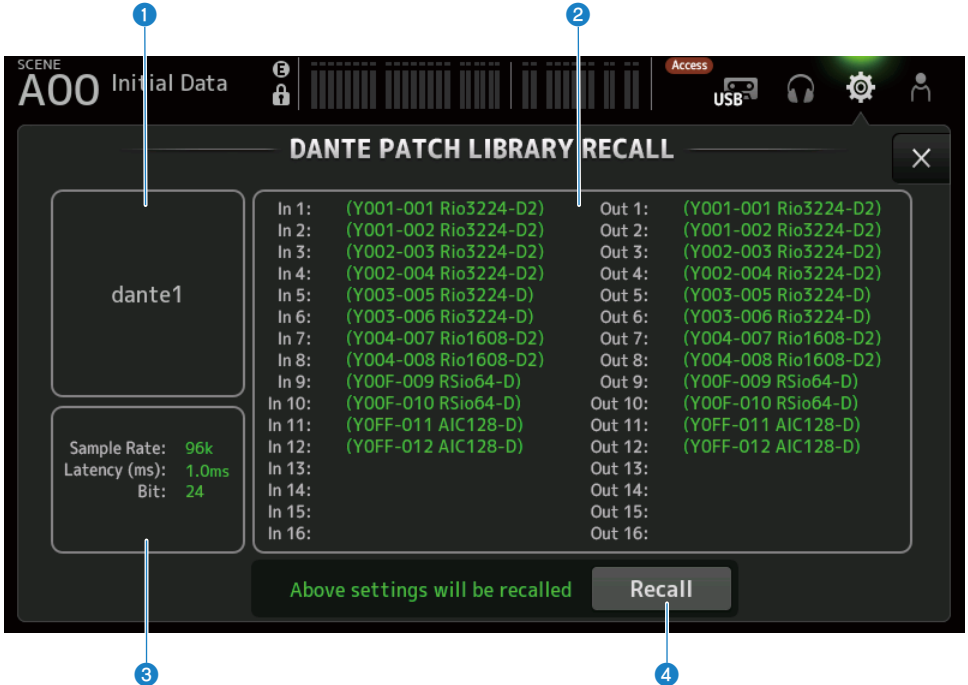 1 2
SCENE
A00 Initial Data
E
Access
USB
DANTE PATCH LIBRARY RECALL
dante1
In 1: (Y001-001 Rio3224-D2) Out 1: (Y001-001 Rio3224-D2)
In 2: (Y001-002 Rio3224-D2) Out 2: (Y001-002 Rio3224-D2)
In 3: (Y002-003 Rio3224-D2) Out 3: (Y002-003 Rio3224-D2)
In 4: (Y002-004 Rio3224-D2) Out 4: (Y002-004 Rio3224-D2)
In 5: (Y003-005 Rio3224-D) Out 5: (Y003-005 Rio3224-D)
In 6: (Y003-006 Rio3224-D) Out 6: (Y003-006 Rio3224-D)
In 7: (Y004-007 Rio1608-D2) Out 7: (Y004-007 Rio1608-D2)
In 8: (Y004-008 Rio1608-D2) Out 8: (Y004-008 Rio1608-D2)
In 9: (Y00F-009 RSio64-D) Out 9: (Y00F-009 RSio64-D)
In 10: (Y00F-010 RSio64-D) Out 10: (Y00F-010 RSio64-D)
In 11: (Y0FF-011 AIC128-D) Out 11: (Y0FF-011 AIC128-D)
In 12: (Y0FF-012 AIC128-D) Out 12: (Y0FF-012 AIC128-D)
In 13: Out 13:
In 14: Out 14:
In 15: Out 15:
In 16: Out 16:
Sample Rate: 96k
Latency (ms): 1.0ms
Bit: 24
Above settings will be recalled Recall
3 4